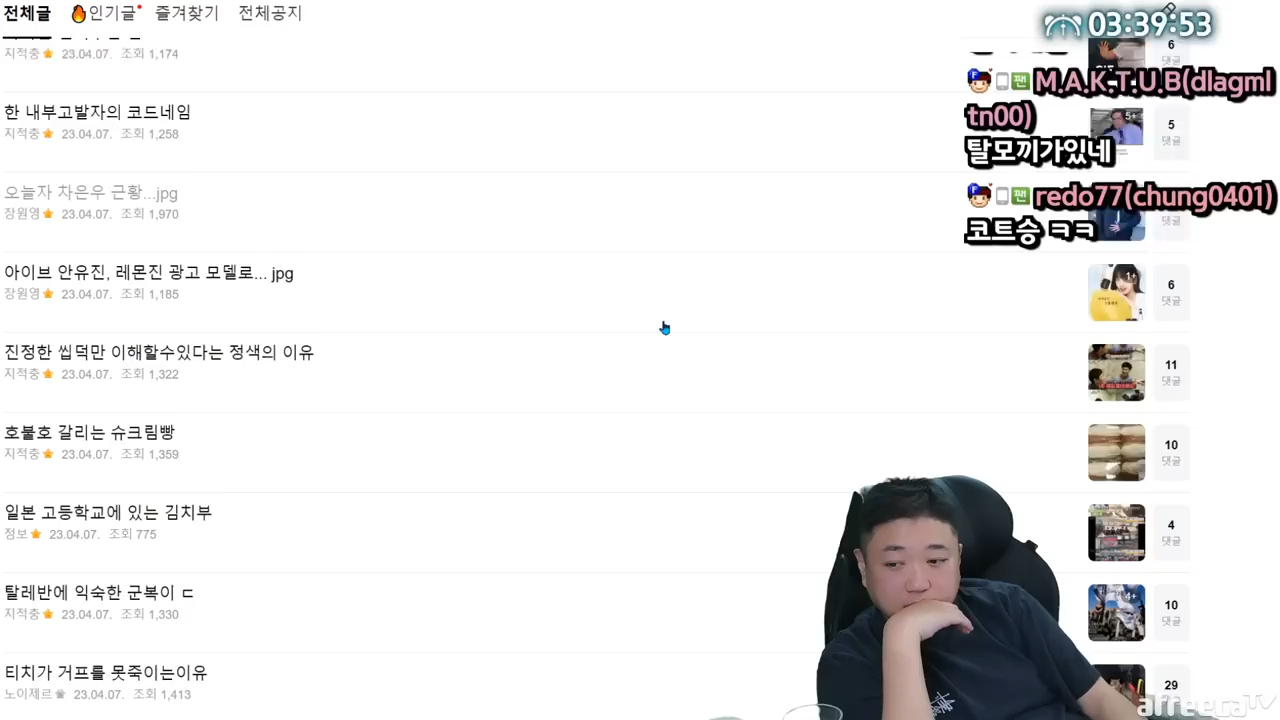 전체글 인기글 즐겨찾기 전체공지
03:39:53
지적충 23.04.07. 조회 1,174
6
댓글
M.A.K.T.U.B(dlagml
tn00)
탈모끼가있네
한 내부고발자의 코드네임
지적충 23.04.07. 조회 1,258
5+
5
댓글
오늘자 차은우 근황...jpg
장원영 23.04.07. 조회 1,970
redo77(chung0401)
코트승 ㅋㅋ
댓글
아이브 안유진, 레몬진 광고 모델로... jpg
장원영 23.04.07. 조회 1,185
1+
6
댓글
진정한 씹덕만 이해할수있다는 정색의 이유
지적충 23.04.07. 조회 1,322
11
댓글
호불호 갈리는 슈크림빵
지적충 23.04.07. 조회 1,359
10
댓글
일본 고등학교에 있는 김치부
정보 23.04.07. 조회 775
4
댓글
탈레반에 익숙한 군복이 ㄷ
지적충 23.04.07. 조회 1,330
4+
10
댓글
티치가 거프를 못죽이는이유
노이제르 23.04.07. 조회 1,413
29
afreecaTV